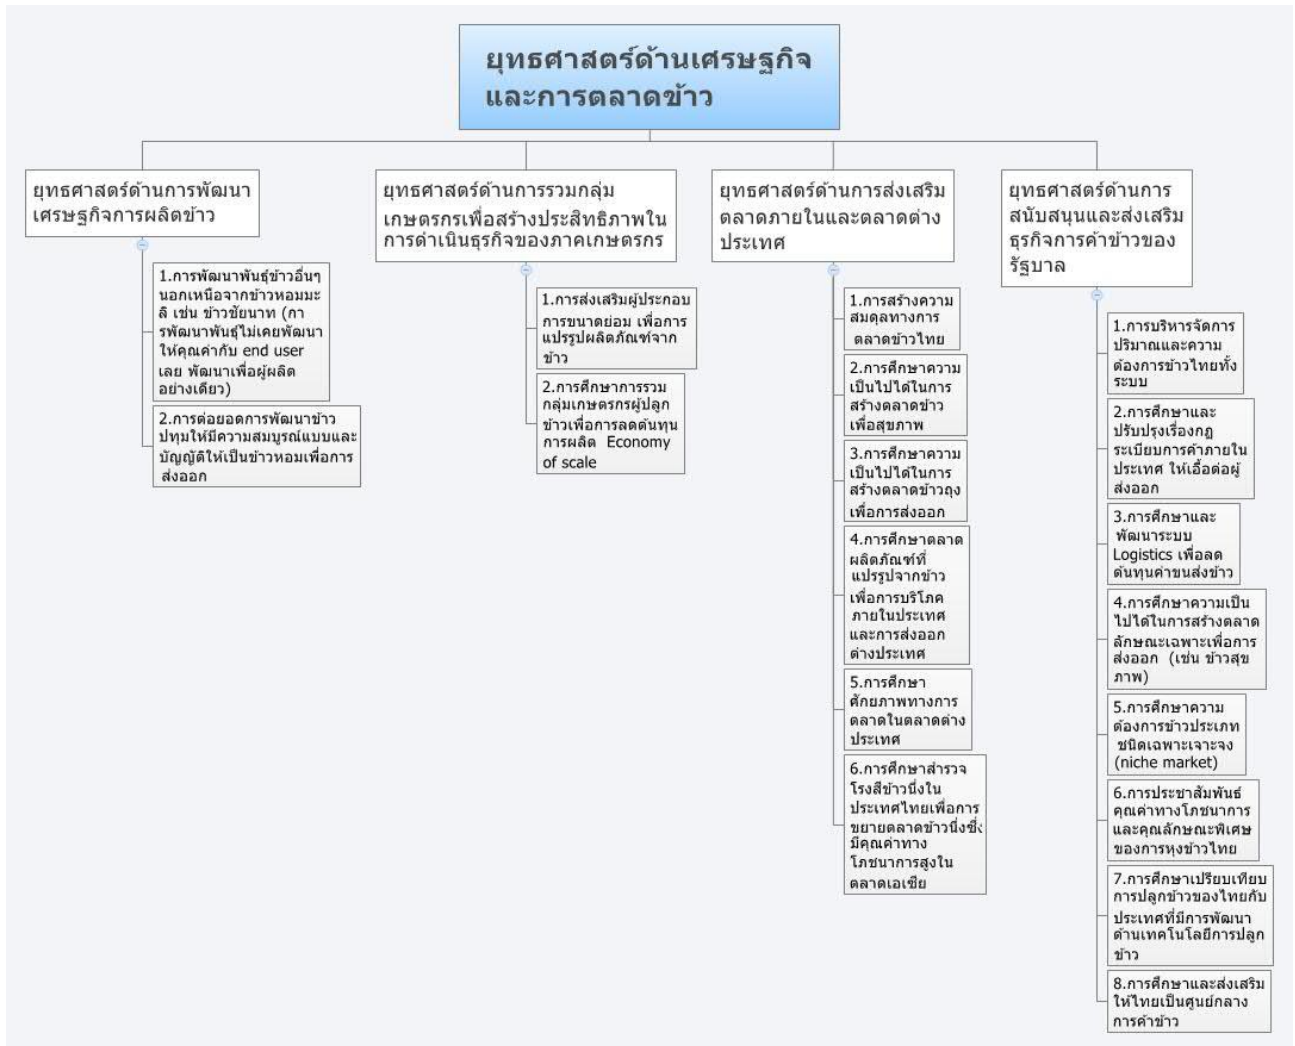 ยุทธศาสตร์ด้านเศรษฐกิจ
และการตลาดข้าว
ยุทธศาสตร์ด้านการพัฒนา
เศรษฐกิจการผลิตข้าว
1.การพัฒนาพันธุ์ข้าวอื่นๆ
นอกเหนือจากข้าวหอมมะ
ลิ เช่น ข้าวชัยนาท (กา
รพัฒนาพันธุ์ไม่เคยพัฒนา
ให้คุณค่ากับ end user
เลย พัฒนาเพื่อผู้ผลิต
อย่างเดียว)
2.การต่อยอดการพัฒนาข้าว
ปทุมให้มีความสมบูรณ์แบบและ
บัญญัติให้เป็นข้าวหอมเพื่อการ
ส่งออก
ยุทธศาสตร์ด้านการรวมกลุ่ม
เกษตรกรเพื่อสร้างประสิทธิภาพใน
การดำเนินธุรกิจของภาคเกษตรกร
1.การส่งเสริมผู้ประกอบ
การขนาดย่อม เพื่อการ
แปรรูปผลิตภัณฑ์จาก
ข้าว
2.การศึกษาการรวม
กลุ่มเกษตรกรผู้ปลูก
ข้าวเพื่อการลดต้นทุน
การผลิต Economy
of scale
ยุทธศาสตร์ด้านการส่งเสริม
ตลาดภายในและตลาดต่าง
ประเทศ
1.การสร้างความ
สมดุลทางการ
ตลาดข้าวไทย
2.การศึกษาความ
เป็นไปได้ในการ
สร้างตลาดข้าว
เพื่อสุขภาพ
3.การศึกษาความ
เป็นไปได้ในการ
สร้างตลาดข้าวถุง
เพื่อการส่งออก
4.การศึกษาตลาด
ผลิตภัณฑ์ที่
แปรรูปจากข้าว
เพื่อการบริโภค
ภายในประเทศ
และการส่งออก
ต่างประเทศ
5.การศึกษา
ศักยภาพทางการ
ตลาดในตลาดต่าง
ประเทศ
6.การศึกษาสำรวจ
โรงสีข้าวนึ่งใน
ประเทศไทยเพื่อการ
ขยายตลาดข้าวนึ่งซึ่ง
มีคุณค่าทาง
โภชนาการสูงใน
ตลาดเอเซีย
ยุทธศาสตร์ด้านการ
สนับสนุนและส่งเสริม
ธุรกิจการค้าข้าวของ
รัฐบาล
1.การบริหารจัดการ
ปริมาณและความ
ต้องการข้าวไทยทั้ง
ระบบ
2.การศึกษาและ
ปรับปรุงเรื่องกฎ
ระเบียบการค้าภายใน
ประเทศ ให้เอื้อต่อผู้
ส่งออก
3.การศึกษาและ
พัฒนาระบบ
Logistics เพื่อลด
ต้นทุนค่าขนส่งข้าว
4.การศึกษาความเป็น
ไปได้ในการสร้างตลาด
ลักษณะเฉพาะเพื่อการ
ส่งออก (เช่น ข้าวสุข
ภาพ)
5.การศึกษาความ
ต้องการข้าวประเภท
ชนิดเฉพาะเจาะจง
(niche market)
6.การประชาสัมพันธ์
คุณค่าทางโภชนาการ
และคุณลักษณะพิเศษ
ของการหุงข้าวไทย
7.การศึกษาเปรียบเทียบ
การปลูกข้าวของไทยกับ
ประเทศที่มีการพัฒนา
ด้านเทคโนโลยีการปลูก
ข้าว
8.การศึกษาและส่งเสริม
ให้ไทยเป็นศูนย์กลาง
การค้าข้าว